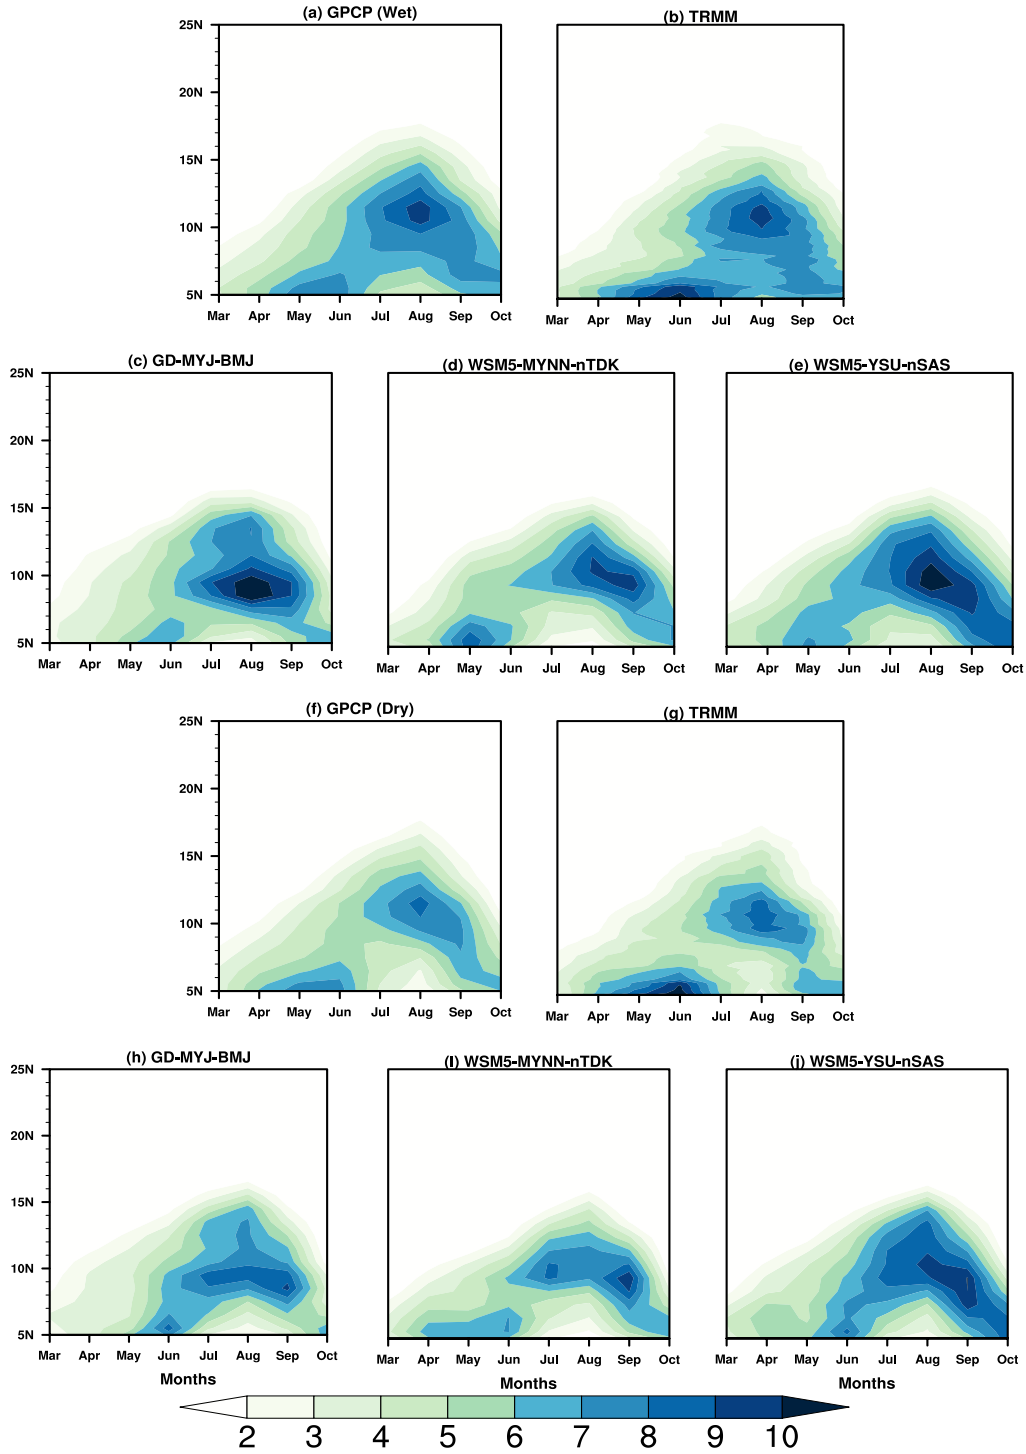 (a) GPCP (Wet)
(b) TRMM
25N
20N
15N
10N
5N
Mar Apr May Jun Jul Aug Sep Oct
Mar Apr May Jun Jul Aug Sep Oct
(c) GD-MYJ-BMJ
(d) WSM5-MYNN-nTDK
(e) WSM5-YSU-nSAS
25N
20N
15N
10N
5N
Mar Apr May Jun Jul Aug Sep Oct
Mar Apr May Jun Jul Aug Sep Oct
Mar Apr May Jun Jul Aug Sep Oct
(f) GPCP (Dry)
(g) TRMM
25N
20N
15N
10N
5N
Mar Apr May Jun Jul Aug Sep Oct
Mar Apr May Jun Jul Aug Sep Oct
(h) GD-MYJ-BMJ
(I) WSM5-MYNN-nTDK
(j) WSM5-YSU-nSAS
25N
20N
15N
10N
5N
Mar Apr May Jun Jul Aug Sep Oct
Mar Apr May Jun Jul Aug Sep Oct
Mar Apr May Jun Jul Aug Sep Oct
Months
Months
Months
2 3 4 5 6 7 8 9 10